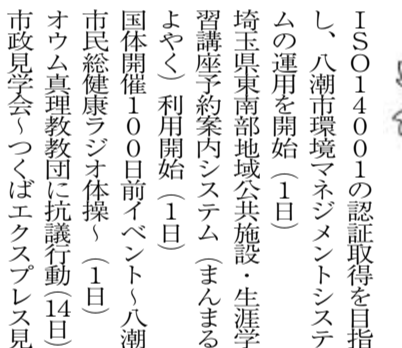 ISO14001の認証取得を目指
し、八潮市環境マネジメントシステ
ムの運用を開始（1日）
埼玉県東南部地域公共施設・生涯学
習講座予約案内システム（まんまる
よやく）利用開始（1日）
国体開催100日前イベント～八潮
市民総健康ラジオ体操～（1日）
オウム真理教教団に抗議行動（14日）
市政見学会～つくばエクスプレス見